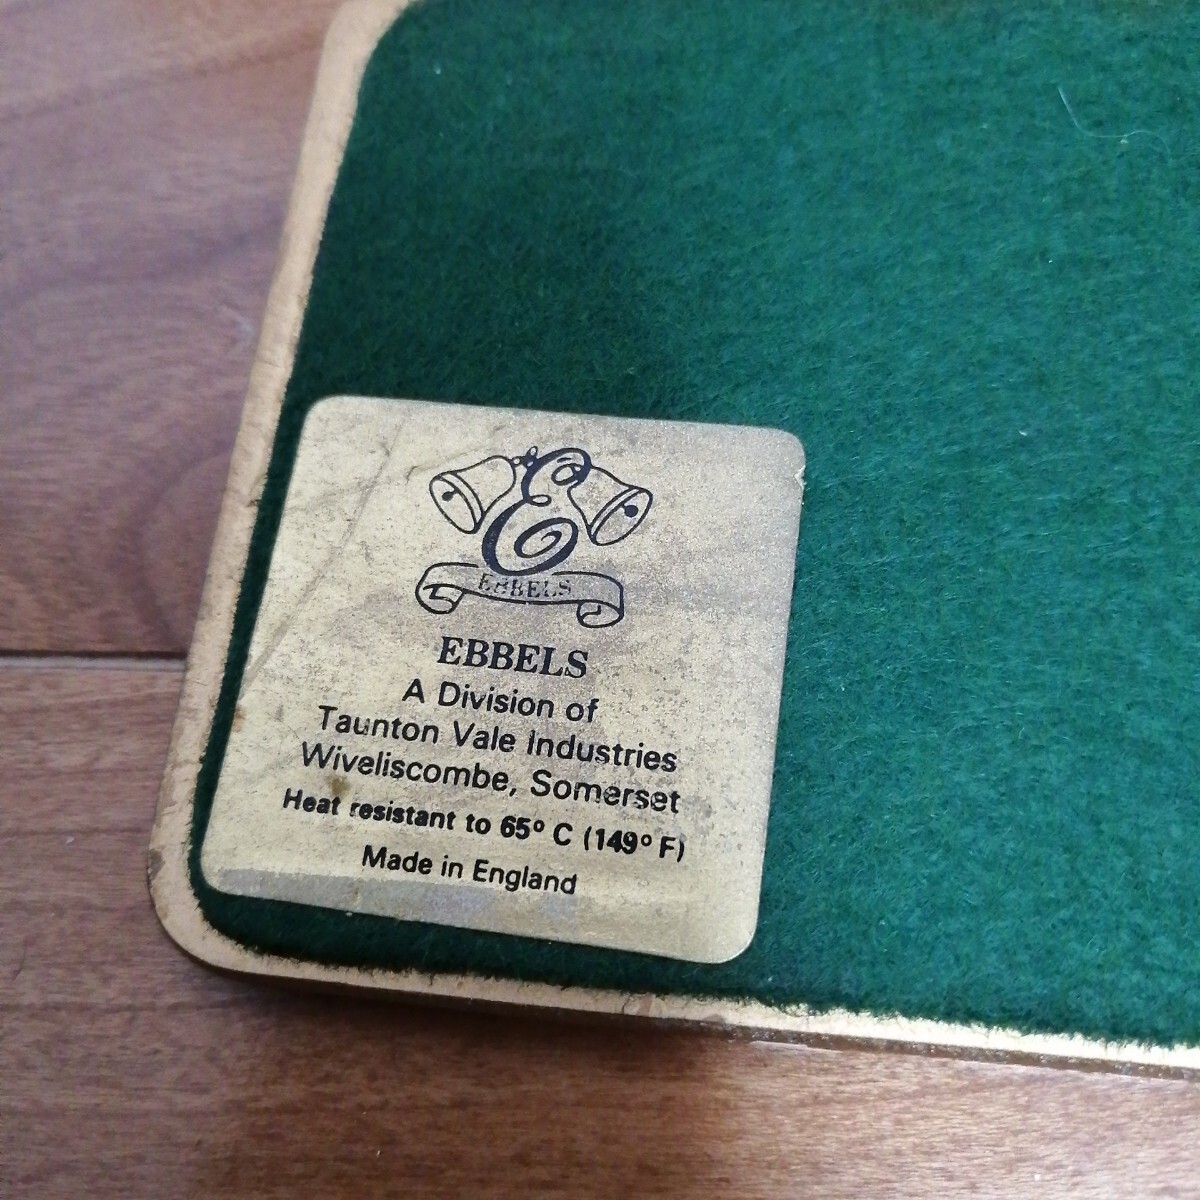 E
EBBELS
EBBELS
A Division of
Taunton Vale Industries
Wiveliscombe, Somerset
Heat resistant to 65° C (149° F)
Made in England